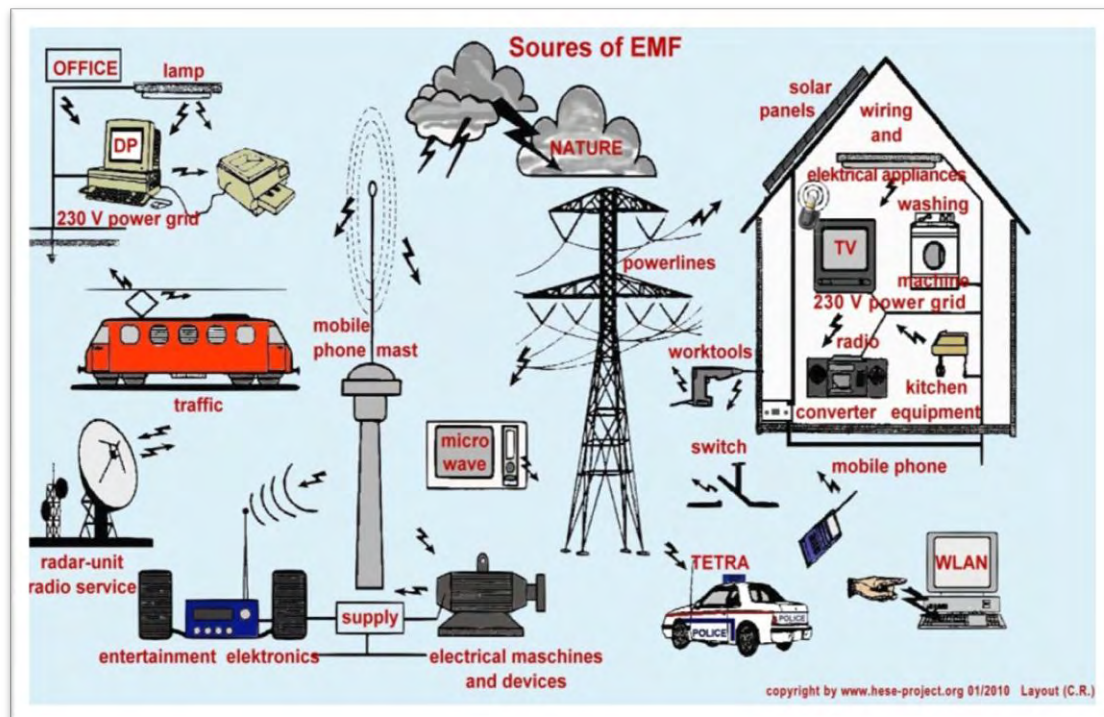 Soures of EMF
OFFICE
lamp
DP
230 V power grid
NATURE
solar
panels
wiring
and
elektrical appliances
washing
TV
machine
230 V power grid
radio
kitchen
converter
equipment
powerlines
worktools
mobile
phone mast
traffic
micro
wave
switch
mobile phone
radar-unit
radio service
TETRA
POLICE
POLICE
WLAN
supply
entertainment elektronics
electrical maschines
and devices
copyright by www.hese-project.org 01/2010 Layout (C.R.)